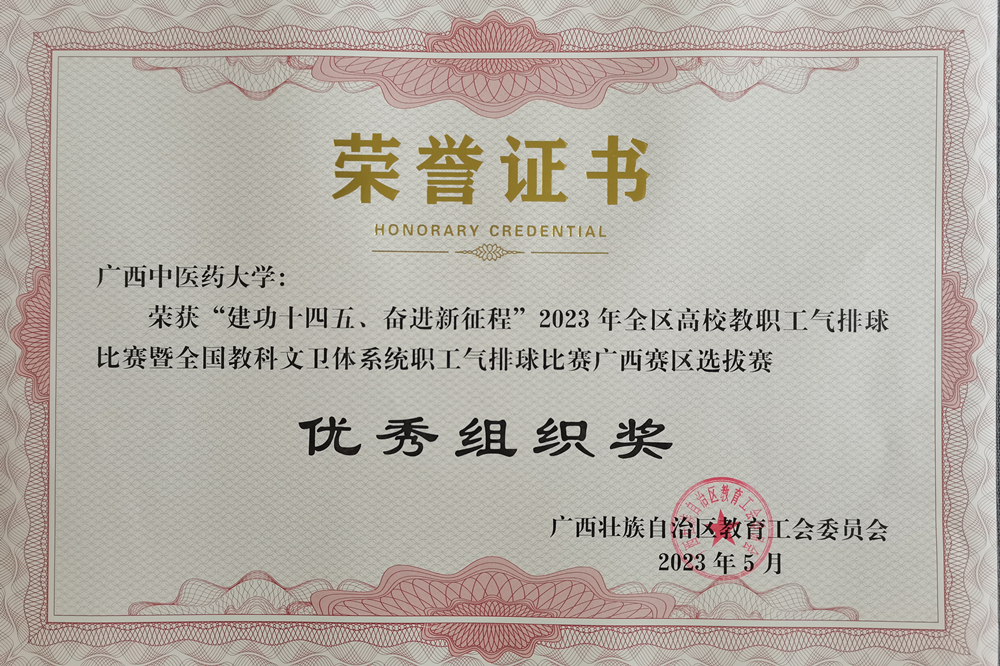 荣誉证书
HONORARY CREDENTIAL
广西中医药大学：
荣获“建功十四五、奋进新征程”2023年全区高校教职工气排球
比赛暨全国教科文卫体系统职工气排球比赛广西赛区选拔赛
优秀组织奖
广西壮族自治区教育工会委员会
2023年5月